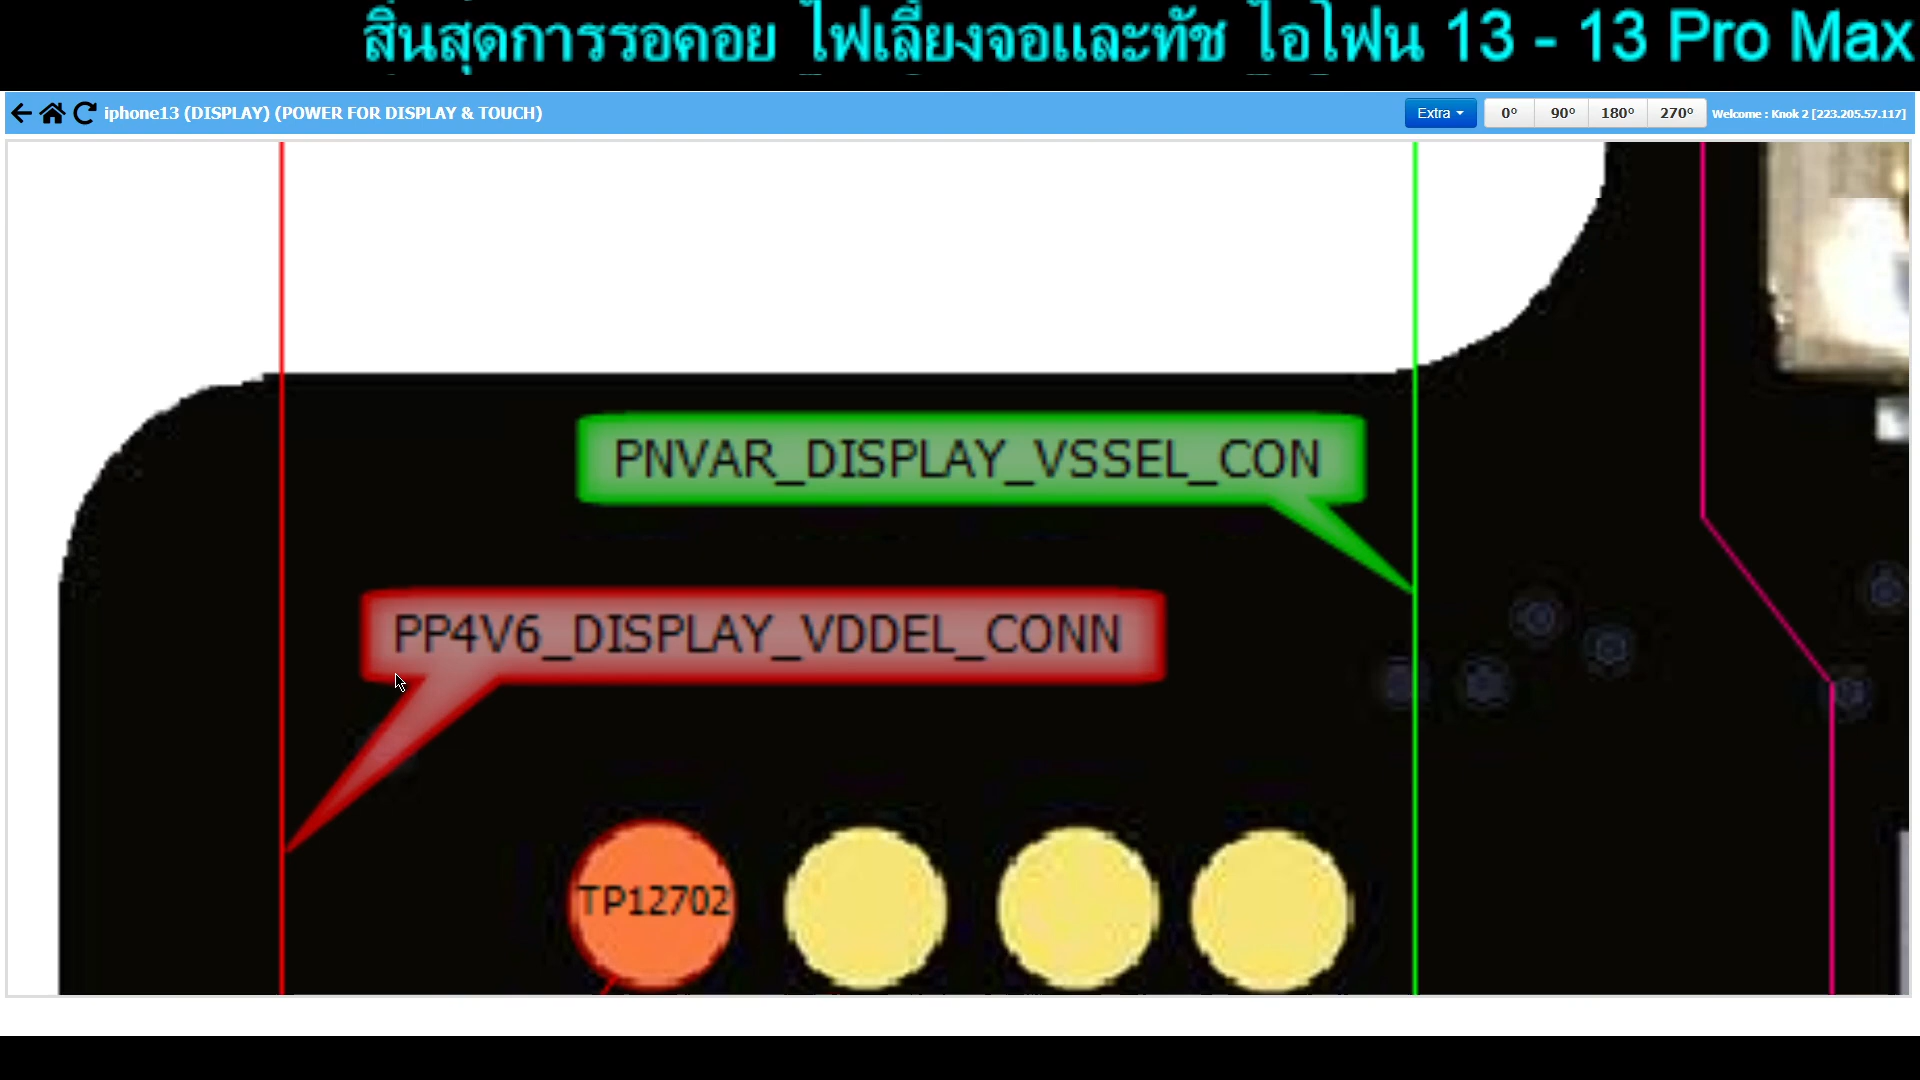 สิ้นสุดการรอคอย ไฟเลี้ยงจอและทัช ไอโฟน 13 - 13 Pro Max
iphone13 (DISPLAY) (POWER FOR DISPLAY & TOUCH)
Extra
0°
90°
180°
270°
Welcome : Knok 2 [223.205.57.117]
PNVAR_DISPLAY_VSSEL_CON
PP4V6_DISPLAY_VDDEL_CONN
TP12702